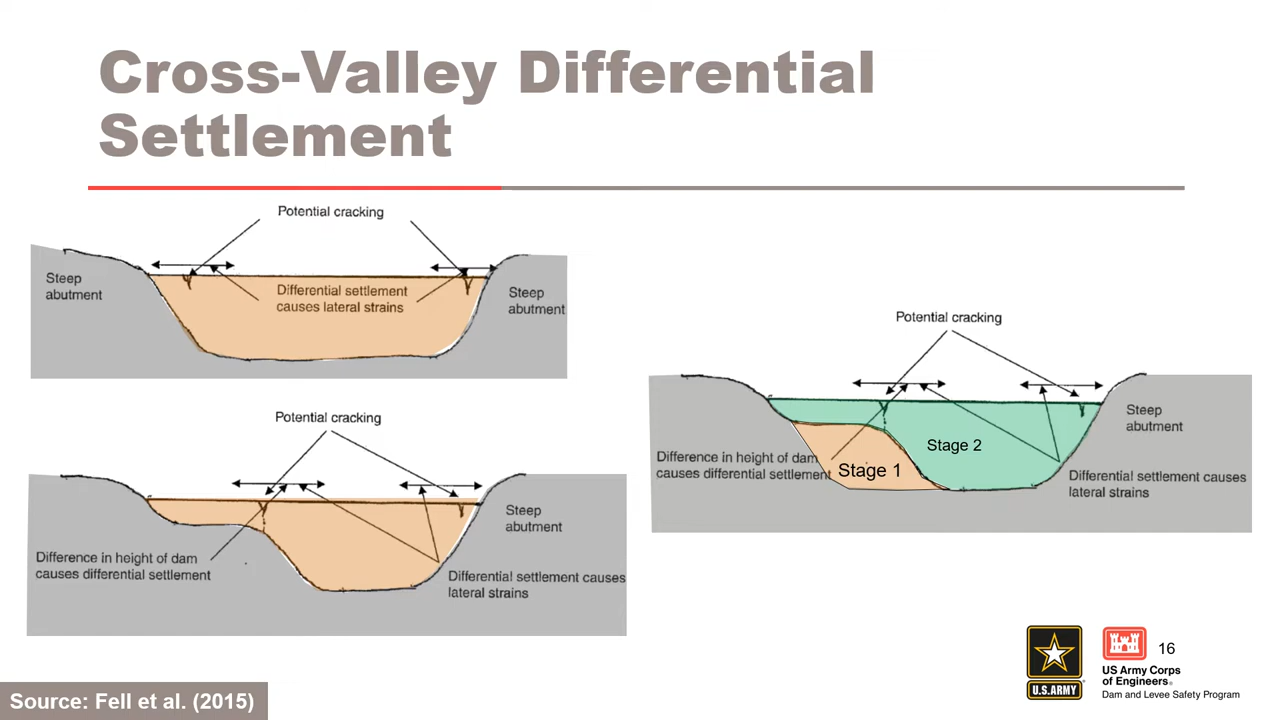 Cross-Valley Differential
Settlement
Potential cracking
Steep
abutment
Differential settlement
causes lateral strains
Steep
abutment
Potential cracking
Steep
abutment
Difference in height of dam
causes differential settlement
Differential settlement causes
lateral strains
Potential cracking
Steep
abutment
Stage 2
Difference in height of dam
causes differential settlement
Stage 1
Differential settlement causes
lateral strains
U.S. ARMY
US Army Corps
of Engineers®
Dam and Levee Safety Program
16
Source: Fell et al. (2015)